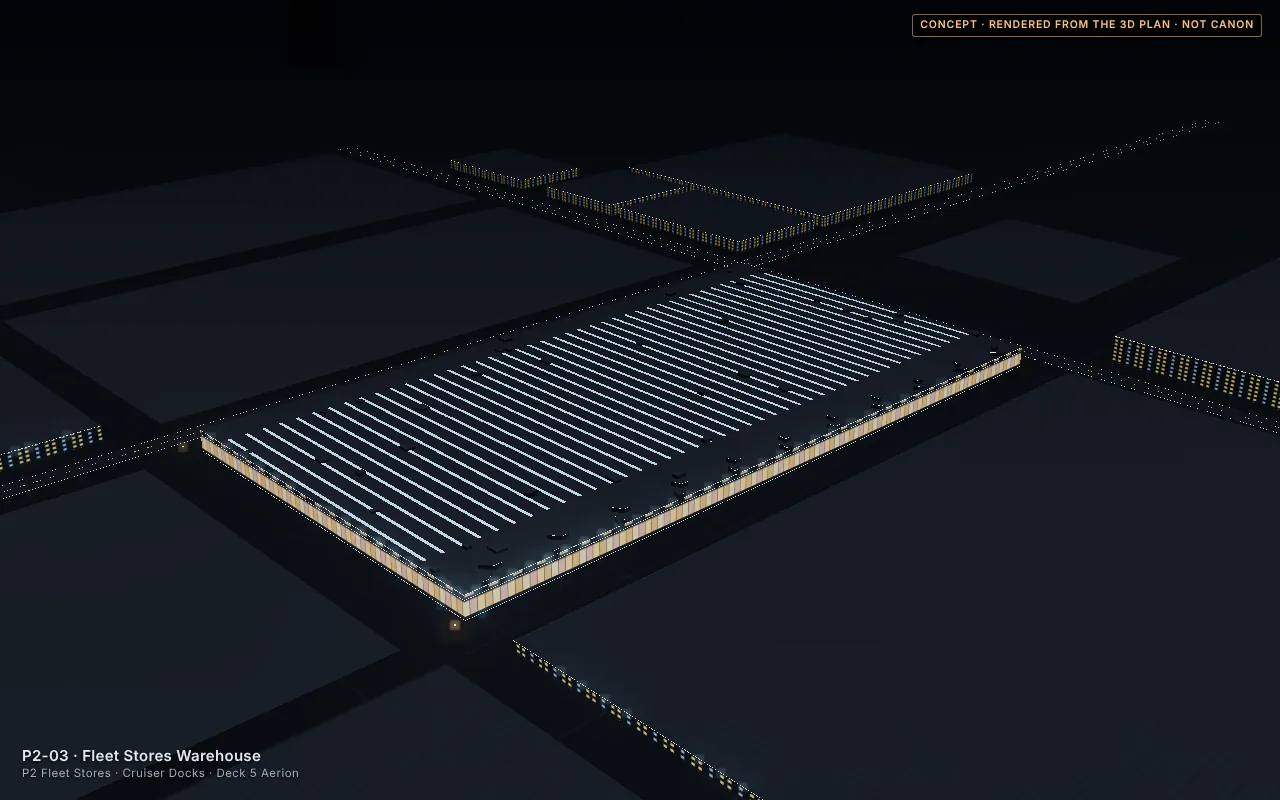 CONCEPT · RENDERED FROM THE 3D PLAN · NOT CANON
P2-03 · Fleet Stores Warehouse
P2 Fleet Stores · Cruiser Docks · Deck 5 Aerion